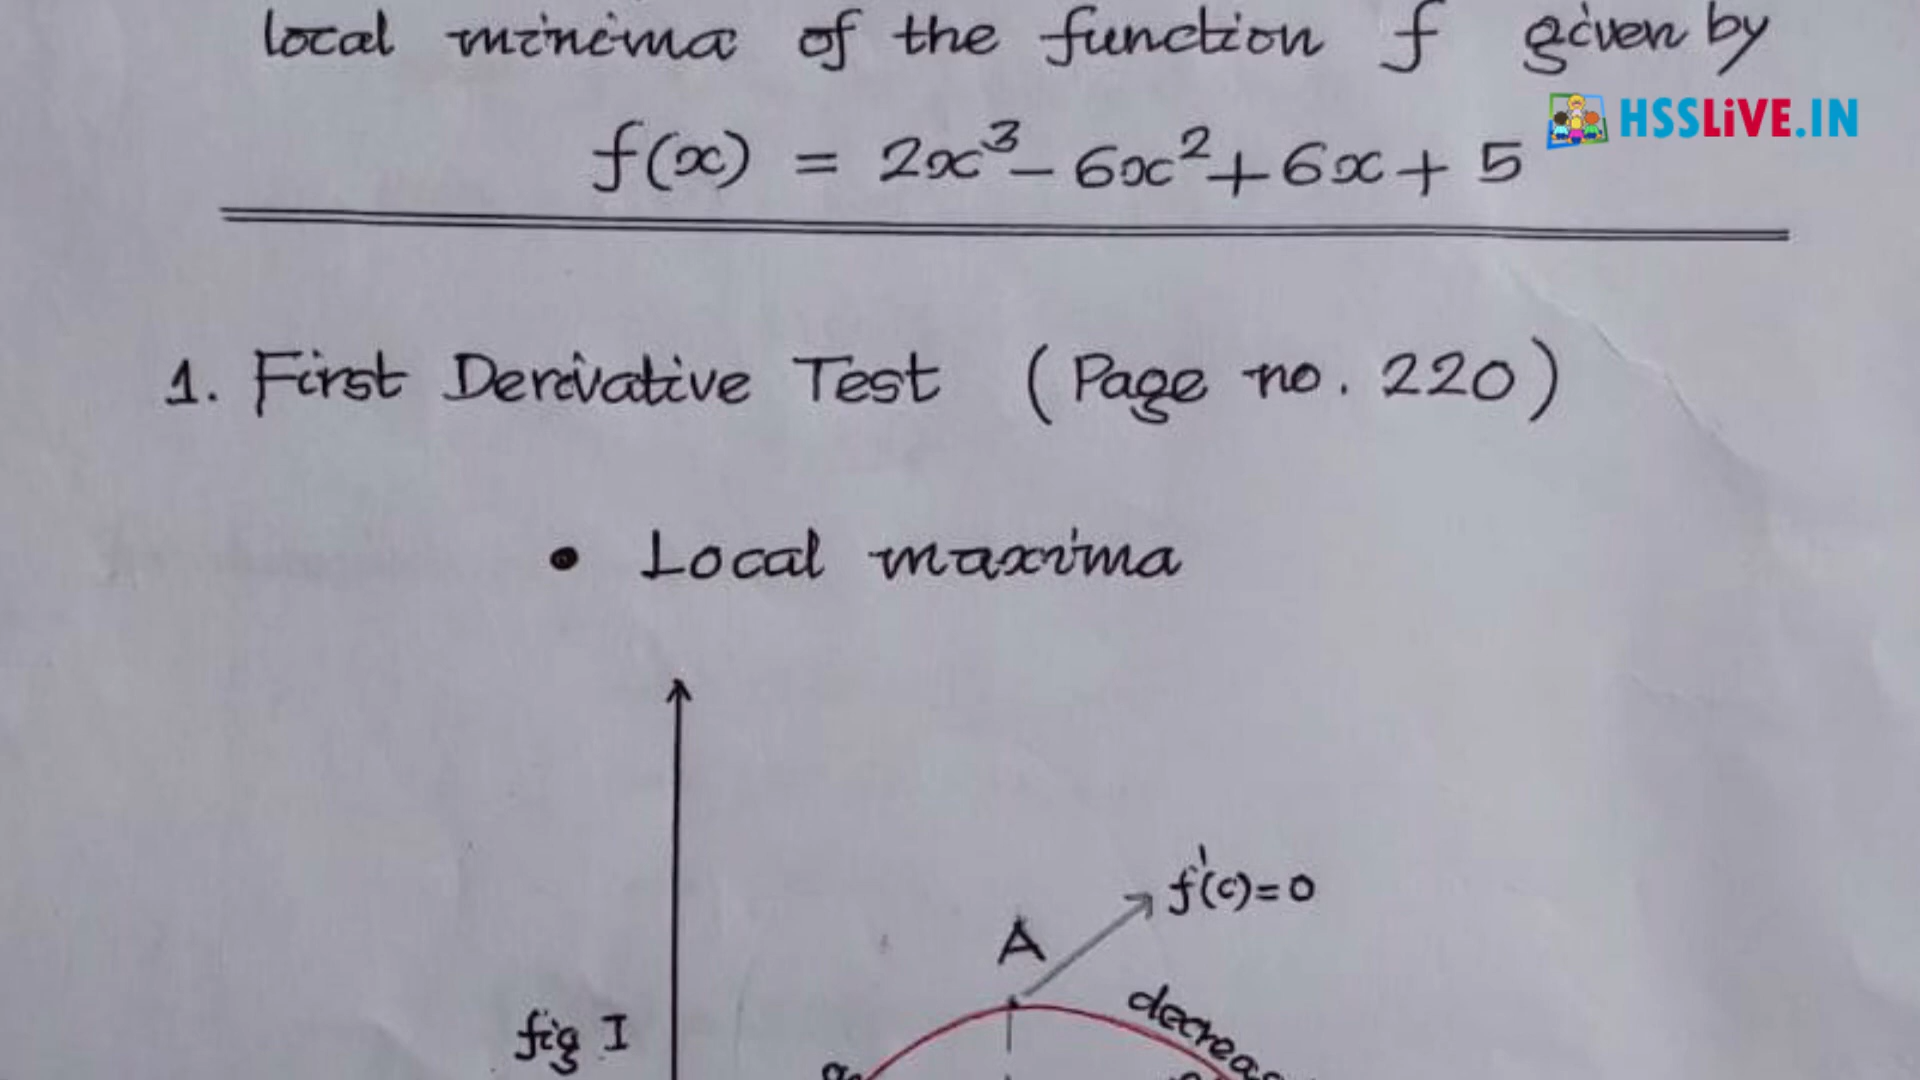 local minima of the function f given by
HSSLiVE.IN
f(x) = 2x³ - 6x² + 6x + 5
1. First Derivative Test (Page no. 220)
• Local maxima
f'(c)=0
A
fig I